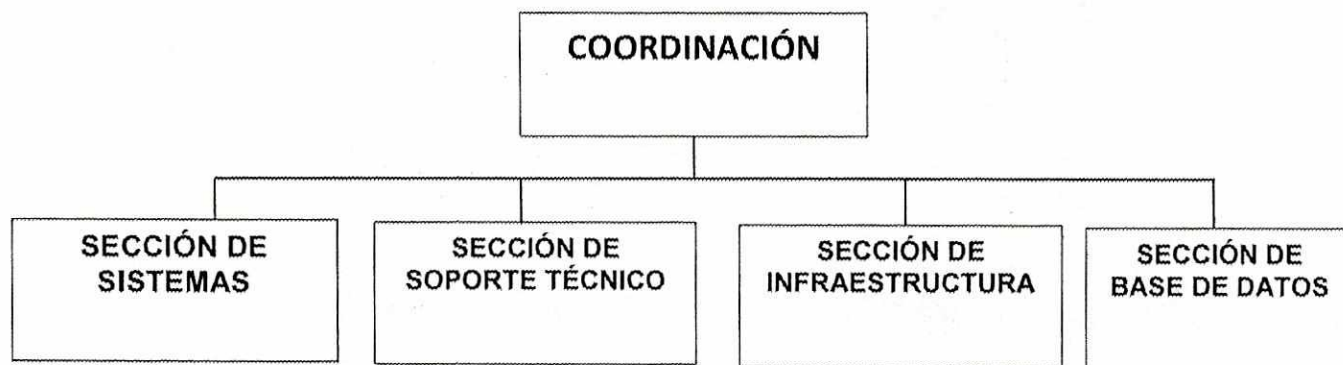 COORDINACIÓN
SECCIÓN DE
SISTEMAS
SECCIÓN DE
SOPORTE TÉCNICO
SECCIÓN DE
INFRAESTRUCTURA
SECCIÓN DE
BASE DE DATOS